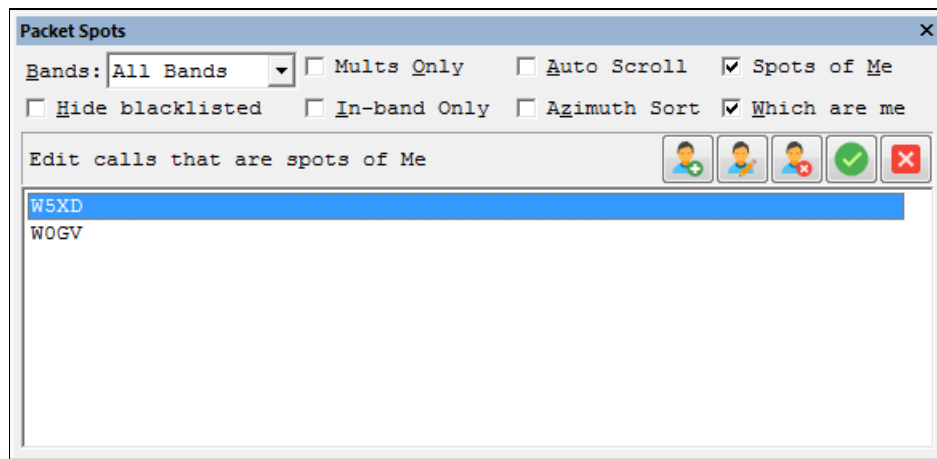 Packet Spots
Bands: All Bands Mults Only Auto Scroll Spots of Me
Hide blacklisted In-band Only Azimuth Sort Which are me
Edit calls that are spots of Me
W5XD
W0GV